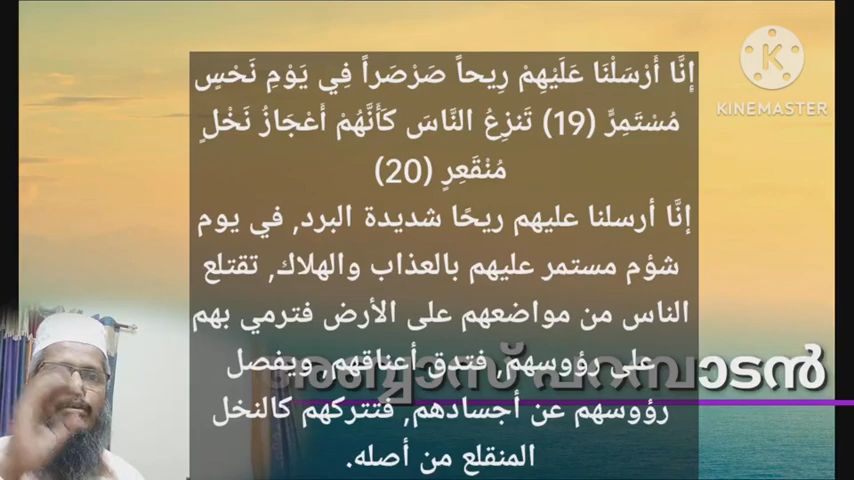 إِنَّا أَرْسَلْنَا عَلَيْهِمْ رِيحاً صَرْصَراً فِي يَوْمِ نَحْسٍ
مُسْتَمِرٍّ (19) تَنزِعُ النَّاسَ كَأَنَّهُمْ أَعْجَازُ نَخْلٍ
مُنْقَعِرٍ (20)
إنَّا أرسلنا عليهم ريحًا شديدة البرد, في يوم
شؤم مستمر عليهم بالعذاب والهلاك, تقتلع
الناس من مواضعهم على الأرض فترمي بهم
على رؤوسهم, فتدق أعناقهم, ويفصل
رؤوسهم عن أجسادهم, فتتركهم كالنخل
المنقلع من أصله.
KINEMASTER